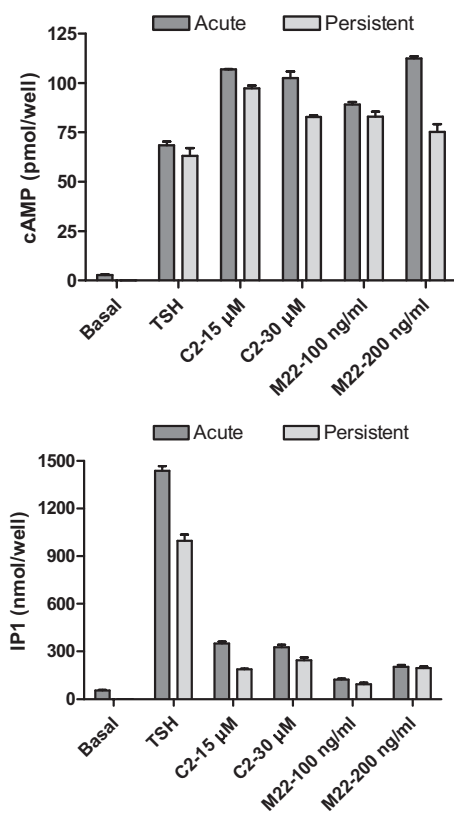 Acute Persistent
cAMP (pmol/well)
125
100
75
50
25
0
Basal
TSH
C2-15 µM
C2-30 µM
M22-100 ng/ml
M22-200 ng/ml
Acute Persistent
IP1 (nmol/well)
1500
1200
900
600
300
0
Basal
TSH
C2-15 µM
C2-30 µM
M22-100 ng/ml
M22-200 ng/ml